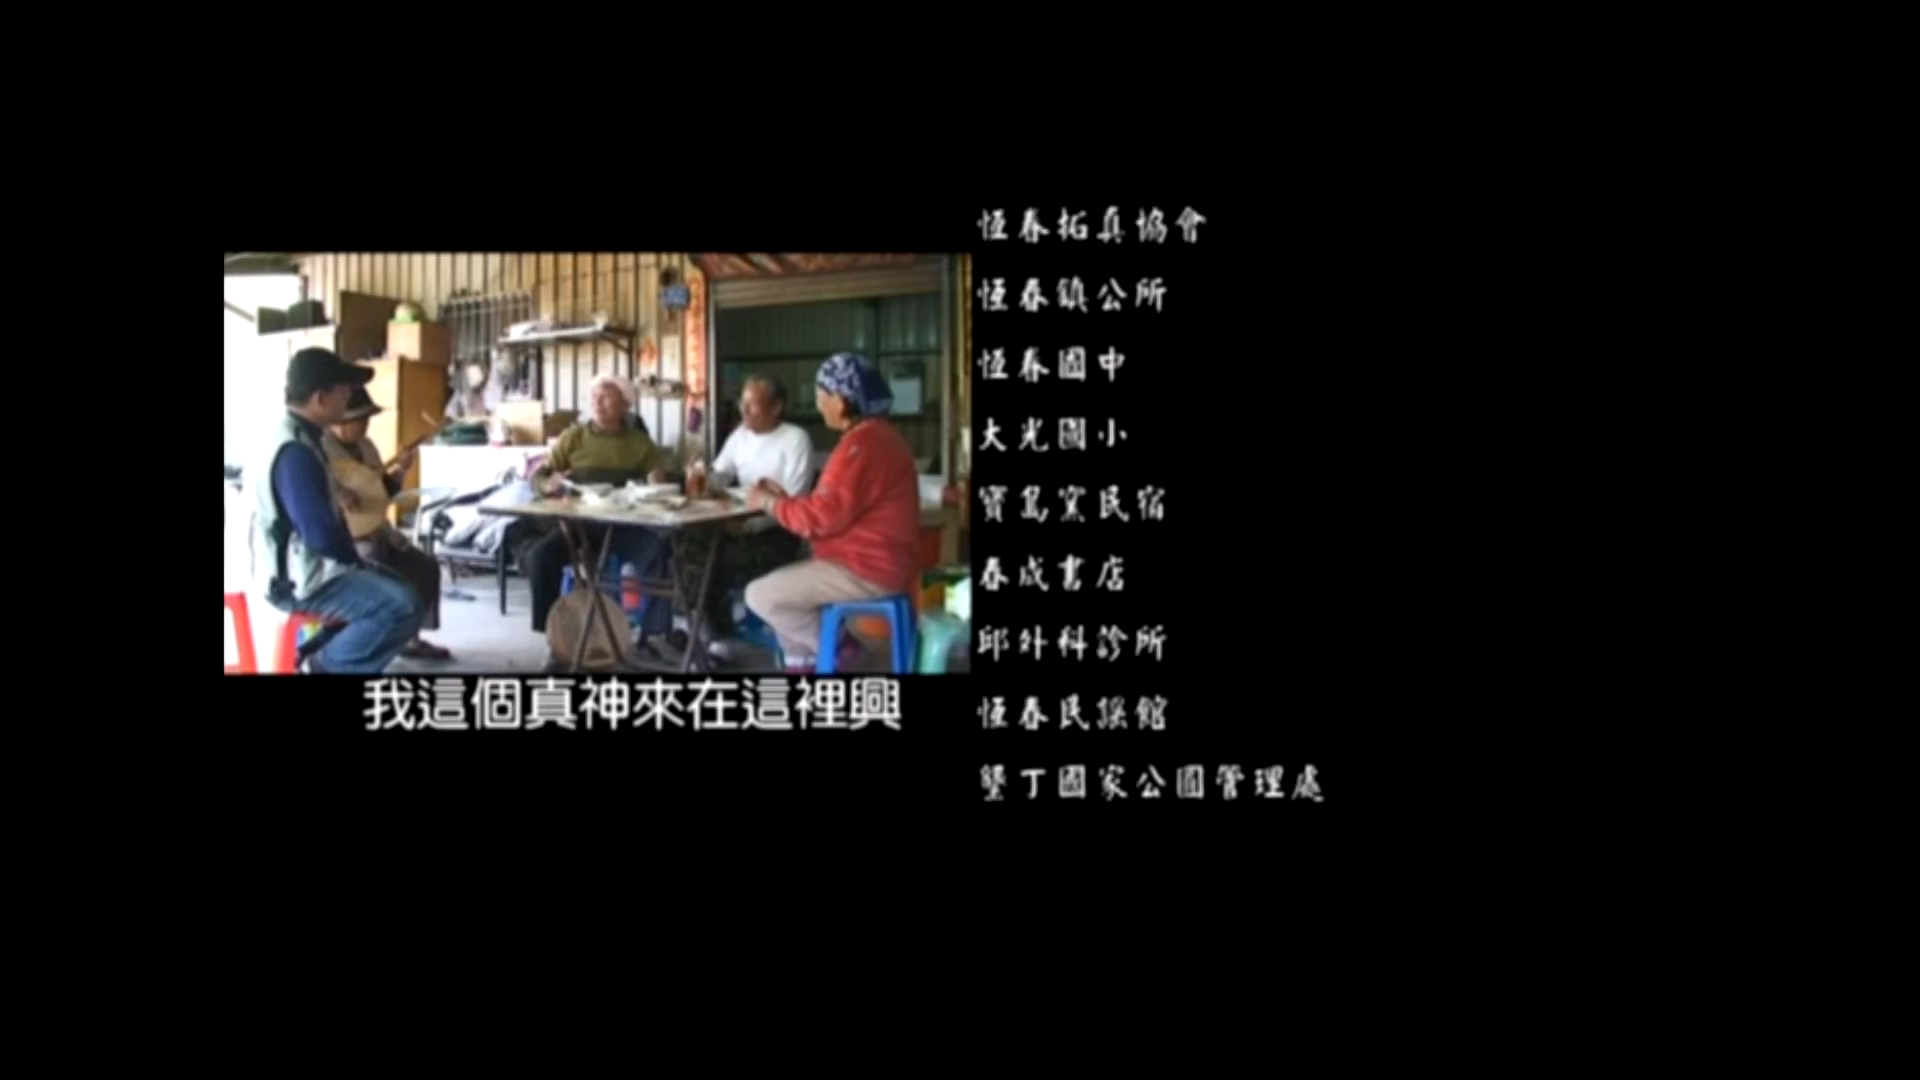 恆春拓真協會
恆春鎮公所
恆春國中
大光國小
寶島窯民宿
春成書店
邱外科診所
恆春民謠館
墾丁國家公園管理處
我這個真神來在這裡興